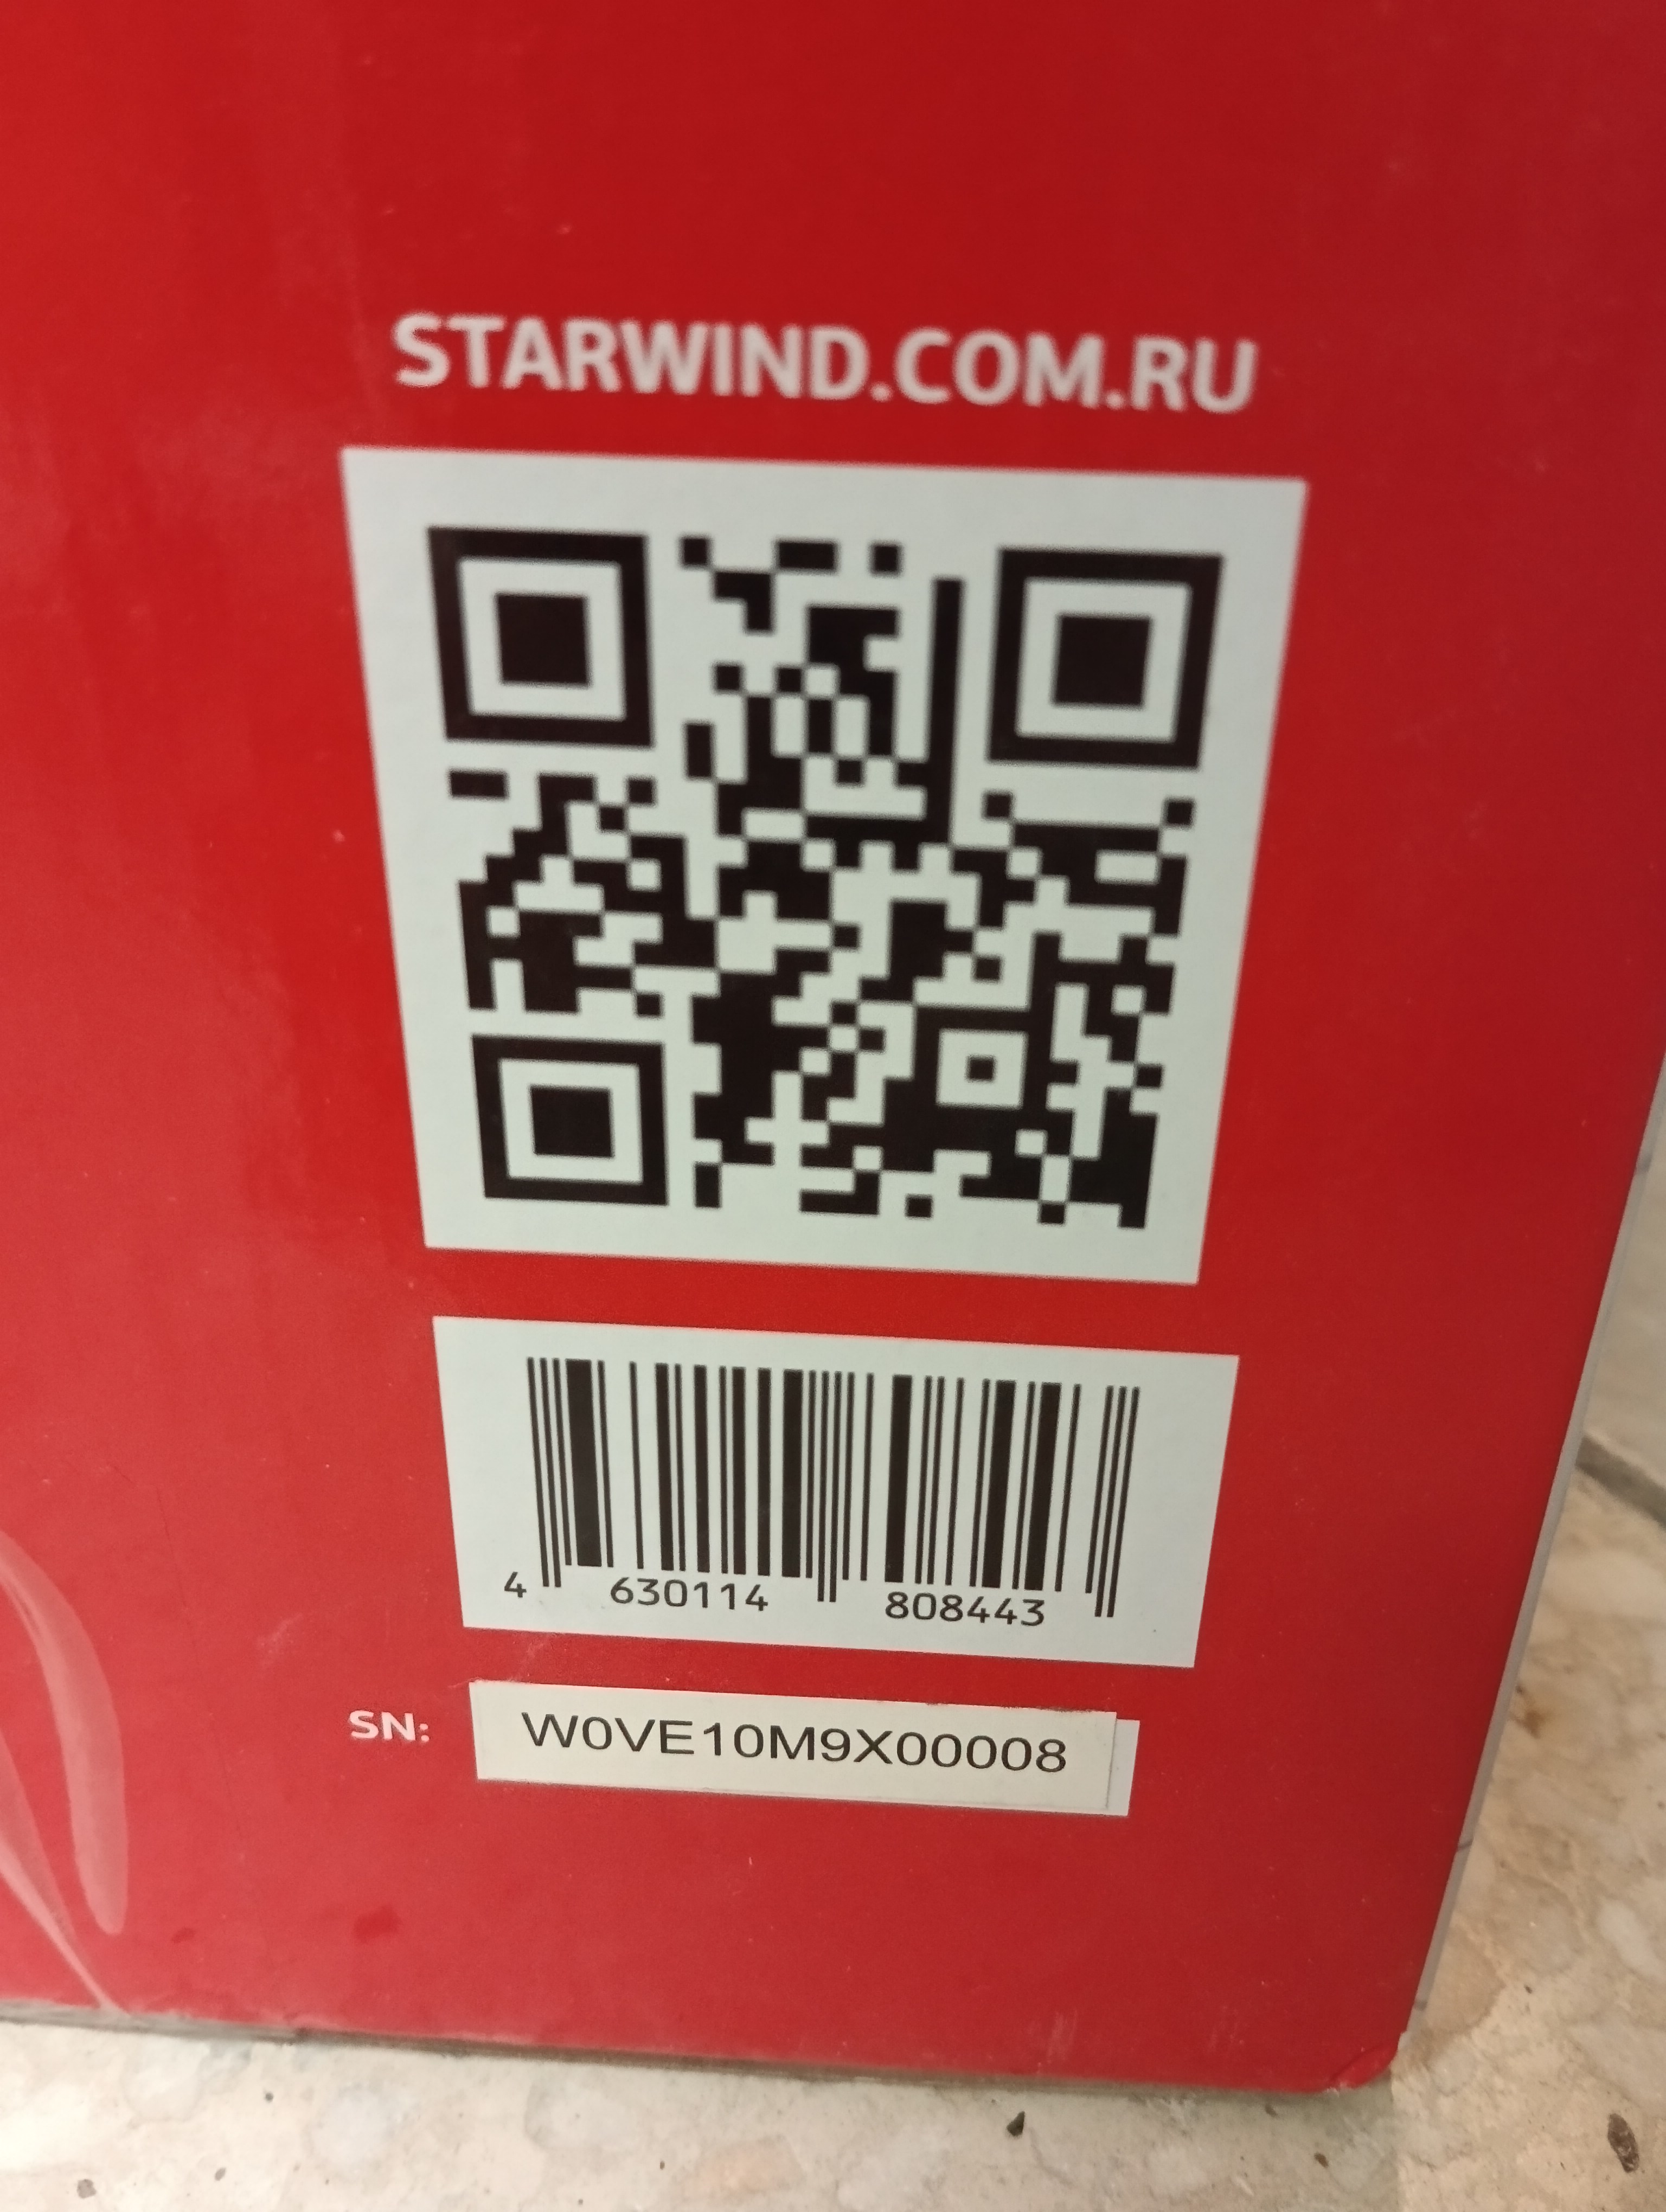 STARWIND.COM.RU
4 630114 808443
SN: W0VE10M9X00008